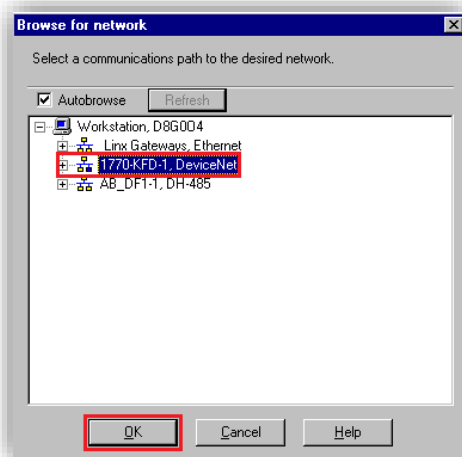 Browse for network
Select a communications path to the desired network.
Autobrowse Refresh
Workstation, D8G004
Linx Gateways, Ethernet
1770-KFD-1, DeviceNet
AB_DF1-1, DH-485
OK Cancel Help